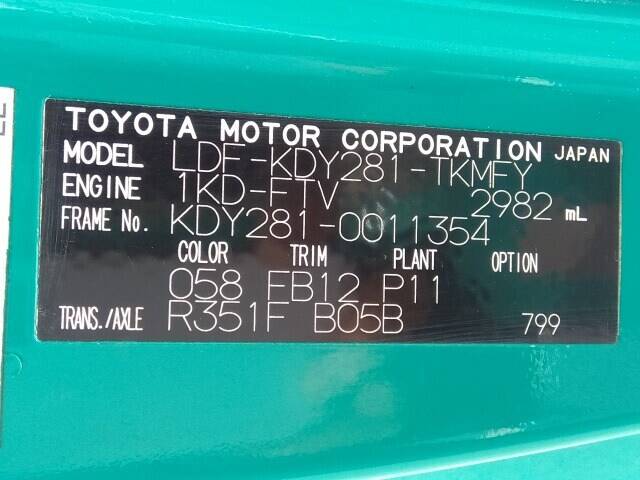 TOYOTA MOTOR CORPORATION JAPAN
MODEL LDF-KDY281-TKMFY
ENGINE 1KD-FTV 2982 mL
FRAME No. KDY281-0011354
COLOR TRIM PLANT OPTION
058 FB12 P11
TRANS./AXLE R351F B05B 799